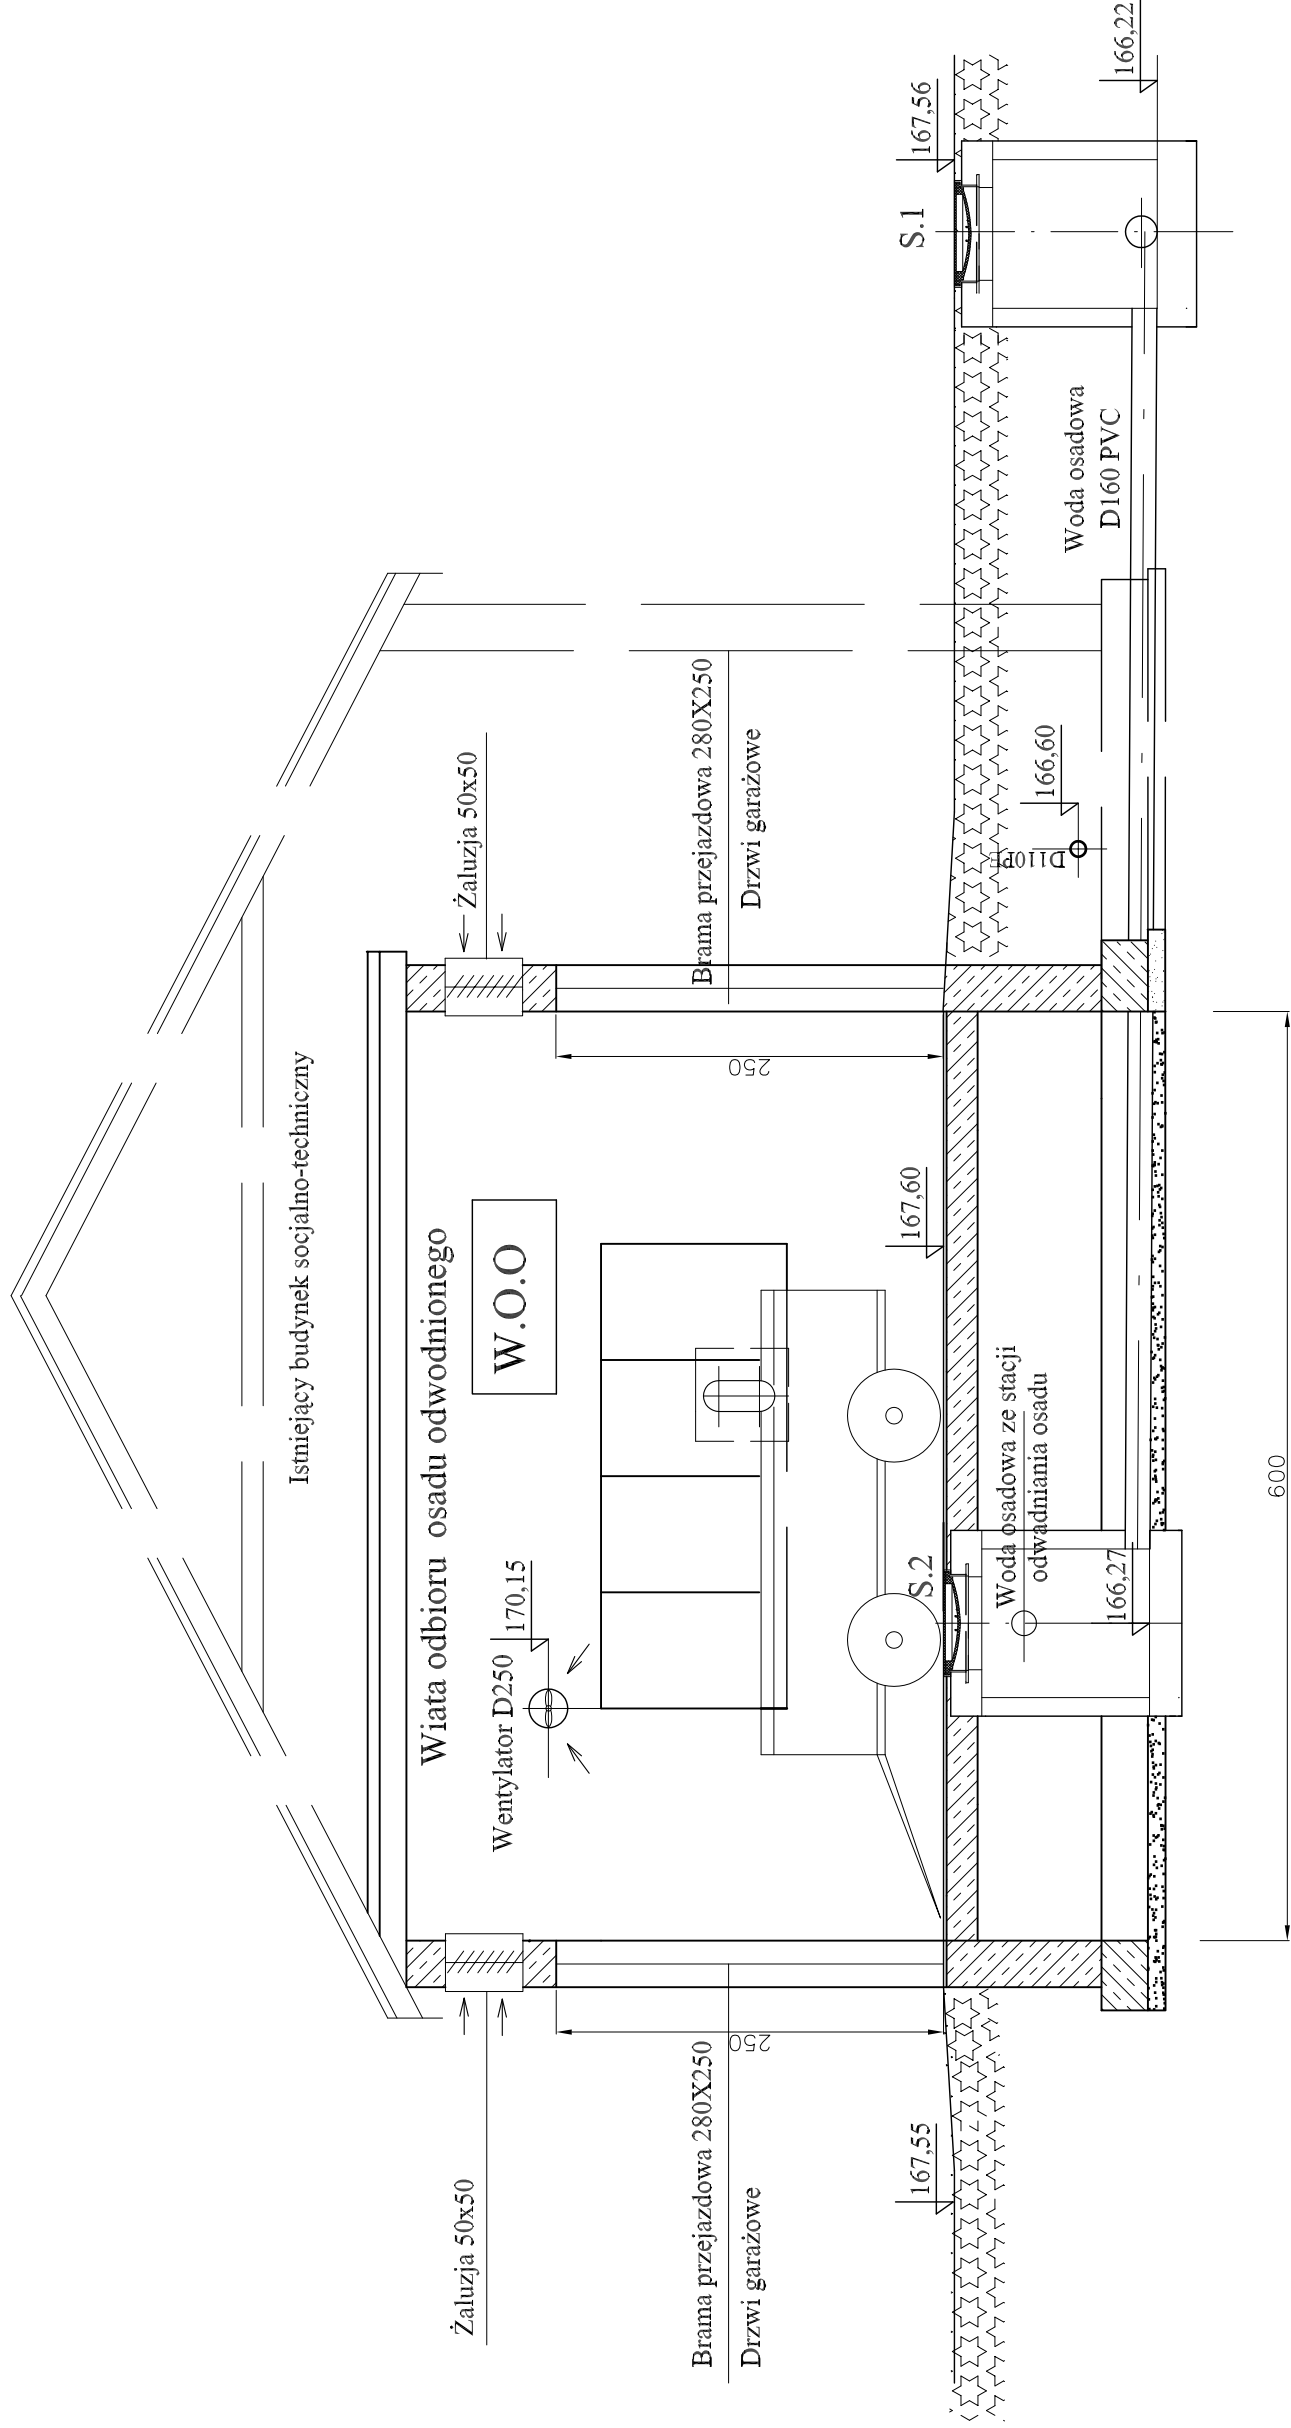 Istniejący budynek socjalno-techniczny
Wiata odbioru osadu odwodnionego
W.O.O
Żaluzja 50x50
Żaluzja 50x50
Wentylator D250
170,15
Brama przejazdowa 280X250
Drzwi garażowe
Brama przejazdowa 280X250
Drzwi garażowe
250
250
167,55
S.2
167,60
S.1
167,56
Woda osadowa ze stacji
odwadniania osadu
166,27
D110PE
166,60
Woda osadowa
D160 PVC
166,22
600